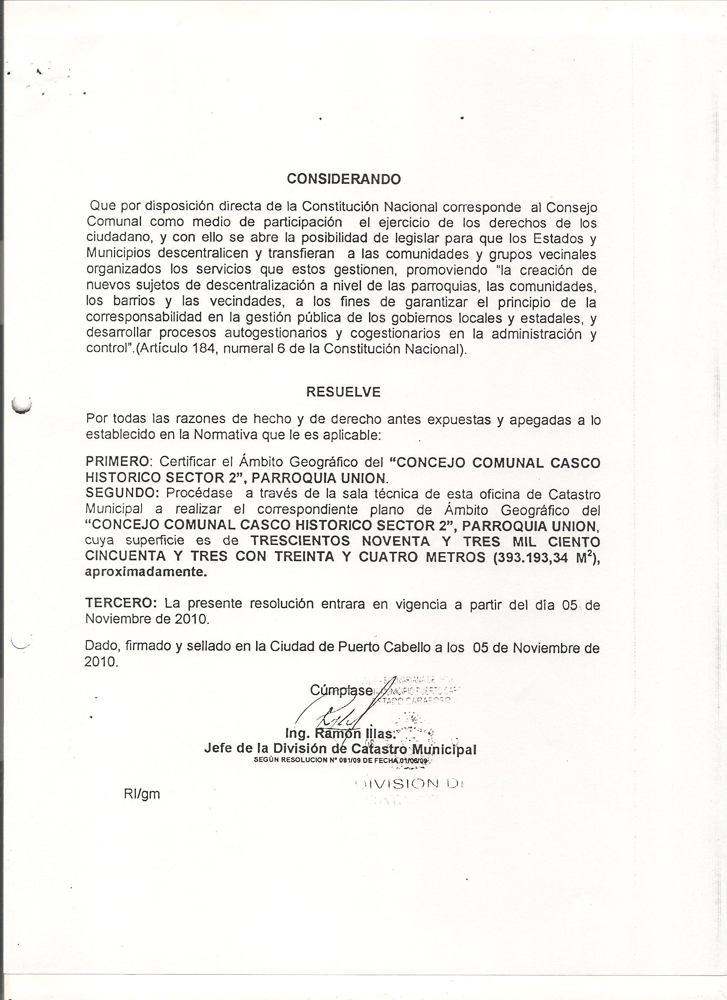 CONSIDERANDO
Que por disposición directa de la Constitución Nacional corresponde al Consejo
Comunal como medio de participación el ejercicio de los derechos de los
ciudadano, y con ello se abre la posibilidad de legislar para que los Estados y
Municipios descentralicen y transfieran a las comunidades y grupos vecinales
organizados los servicios que estos gestionen, promoviendo “la creación de
nuevos sujetos de descentralización a nivel de las parroquias, las comunidades,
los barrios y las vecindades, a los fines de garantizar el principio de la
corresponsabilidad en la gestión pública de los gobiernos locales y estadales, y
desarrollar procesos autogestionarios y cogestionarios en la administración y
control”.(Artículo 184, numeral 6 de la Constitución Nacional).
RESUELVE
Por todas las razones de hecho y de derecho antes expuestas y apegadas a lo
establecido en la Normativa que le es aplicable:
PRIMERO: Certificar el Ámbito Geográfico del “CONCEJO COMUNAL CASCO
HISTORICO SECTOR 2”, PARROQUIA UNION.
SEGUNDO: Procédase a través de la sala técnica de esta oficina de Catastro
Municipal a realizar el correspondiente plano de Ámbito Geográfico del
“CONCEJO COMUNAL CASCO HISTORICO SECTOR 2”, PARROQUIA UNION,
cuya superficie es de TRESCIENTOS NOVENTA Y TRES MIL CIENTO
CINCUENTA Y TRES CON TREINTA Y CUATRO METROS (393.193,34 M²),
aproximadamente.
TERCERO: La presente resolución entrara en vigencia a partir del día 05 de
Noviembre de 2010.
Dado, firmado y sellado en la Ciudad de Puerto Cabello a los 05 de Noviembre de
2010.
BOLIVARIANA DE
Cúmplase
MUNICIPIO PUERTO
ESTADO CARABOBO
Ing. Ramón Illas.
Jefe de la División de Catastro Municipal
SEGÚN RESOLUCION N° 081/09 DE FECHA 01/06/09.
DIVISION DE
RI/gm